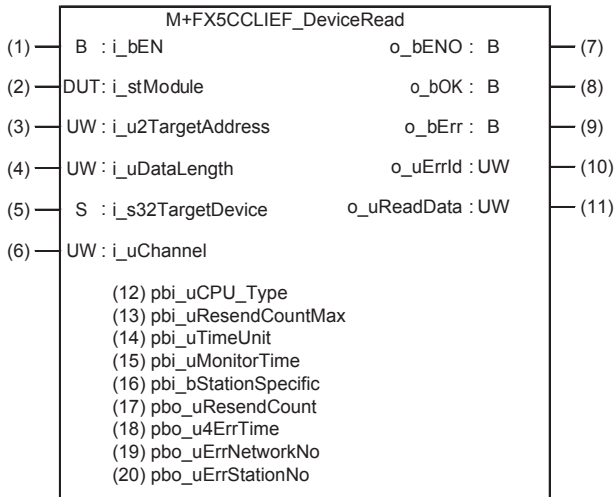 M+FX5CCLIEF_DeviceRead
(1) B : i_bEN o_bENO : B (7)
(2) DUT : i_stModule o_bOK : B (8)
(3) UW : i_u2TargetAddress o_bErr : B (9)
(4) UW : i_uDataLength o_uErrId : UW (10)
(5) S : i_s32TargetDevice o_uReadData : UW (11)
(6) UW : i_uChannel
(12) pbi_uCPU_Type
(13) pbi_uResendCountMax
(14) pbi_uTimeUnit
(15) pbi_uMonitorTime
(16) pbi_bStationSpecific
(17) pbo_uResendCount
(18) pbo_u4ErrTime
(19) pbo_uErrNetworkNo
(20) pbo_uErrStationNo